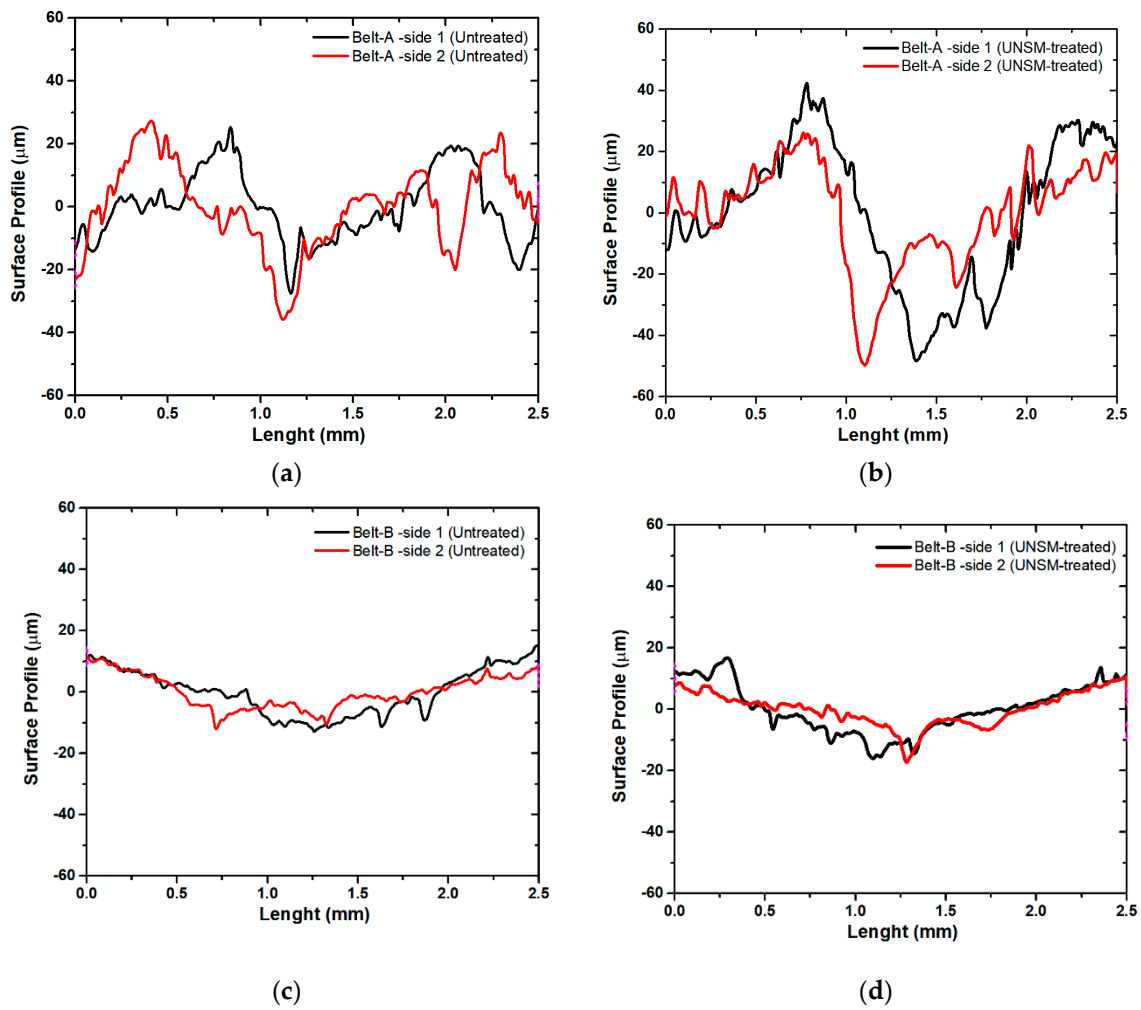 Belt-A -side 1 (Untreated)
Belt-A -side 2 (Untreated)
60
40
20
0
-20
-40
-60
Surface Profile (μm)
0.0 0.5 1.0 1.5 2.0 2.5
Lenght (mm)
(a)
Belt-A -side 1 (UNSM-treated)
Belt-A -side 2 (UNSM-treated)
60
40
20
0
-20
-40
-60
Surface Profile (μm)
0.0 0.5 1.0 1.5 2.0 2.5
Lenght (mm)
(b)
Belt-B -side 1 (Untreated)
Belt-B -side 2 (Untreated)
60
40
20
0
-20
-40
-60
Surface Profile (μm)
0.0 0.5 1.0 1.5 2.0 2.5
Lenght (mm)
(c)
Belt-B -side 1 (UNSM-treated)
Belt-B -side 2 (UNSM-treated)
60
40
20
0
-20
-40
-60
Surface Profile (μm)
0.0 0.5 1.0 1.5 2.0 2.5
Lenght (mm)
(d)